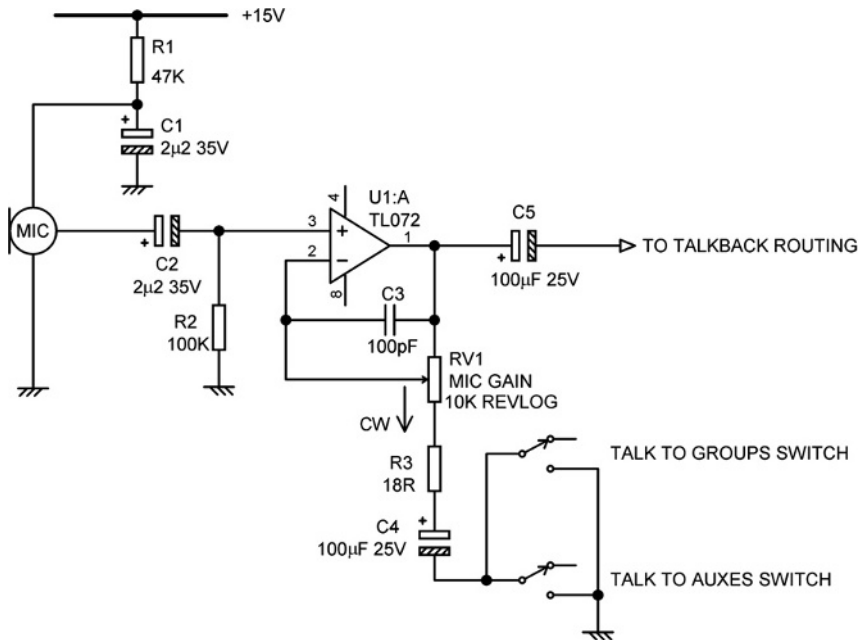 +15V
R1
47K
+
C1
2µ2 35V
MIC
+
C2
2µ2 35V
R2
100K
3
2
4
8
+
−
1
U1:A
TL072
C3
100pF
+
C5
100µF 25V
TO TALKBACK ROUTING
RV1
MIC GAIN
10K REVLOG
CW
R3
18R
+
C4
100µF 25V
TALK TO GROUPS SWITCH
TALK TO AUXES SWITCH